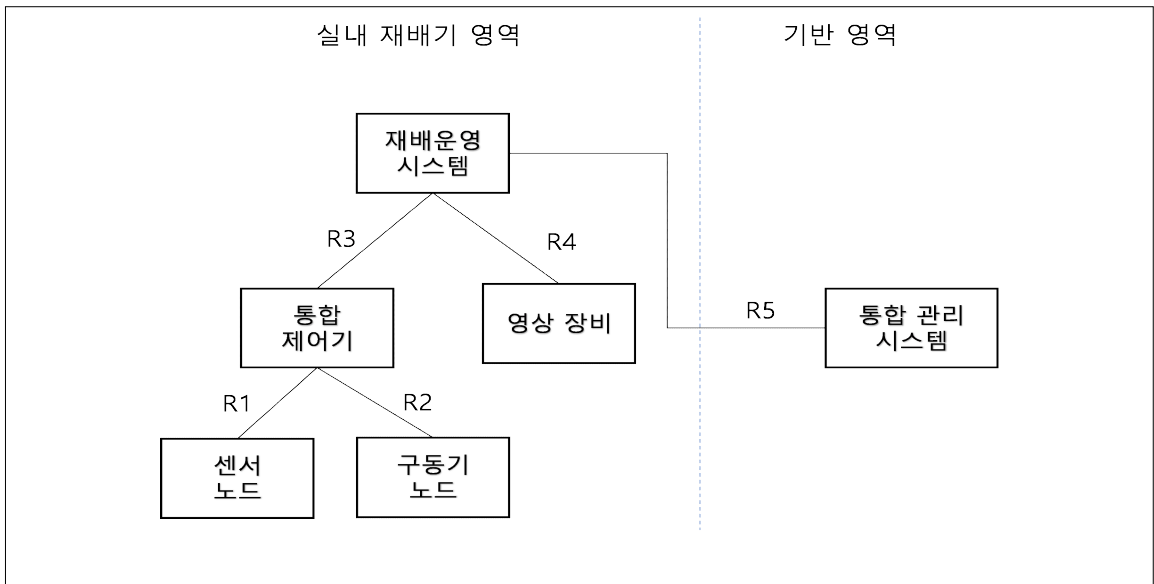 실내 재배기 영역
기반 영역
재배운영
시스템
R3
R4
통합
제어기
영상 장비
R5
통합 관리
시스템
R1
R2
센서
노드
구동기
노드